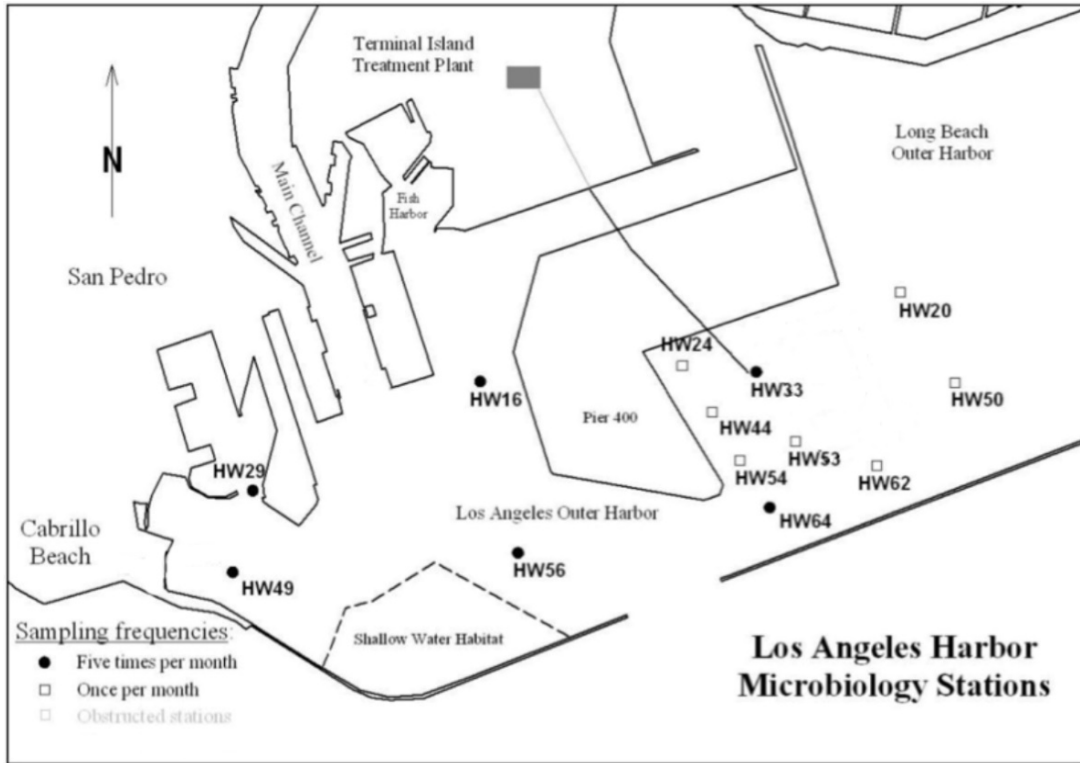 Terminal Island
Treatment Plant
N
Long Beach
Outer Harbor
Main Channel
Fish
Harbor
San Pedro
HW20
HW24
HW33
HW16
HW50
Pier 400
HW44
HW53
HW54
HW62
HW29
Los Angeles Outer Harbor
HW64
Cabrillo
Beach
HW56
HW49
Sampling frequencies:
Shallow Water Habitat
Five times per month
Once per month
Obstructed stations
Los Angeles Harbor
Microbiology Stations